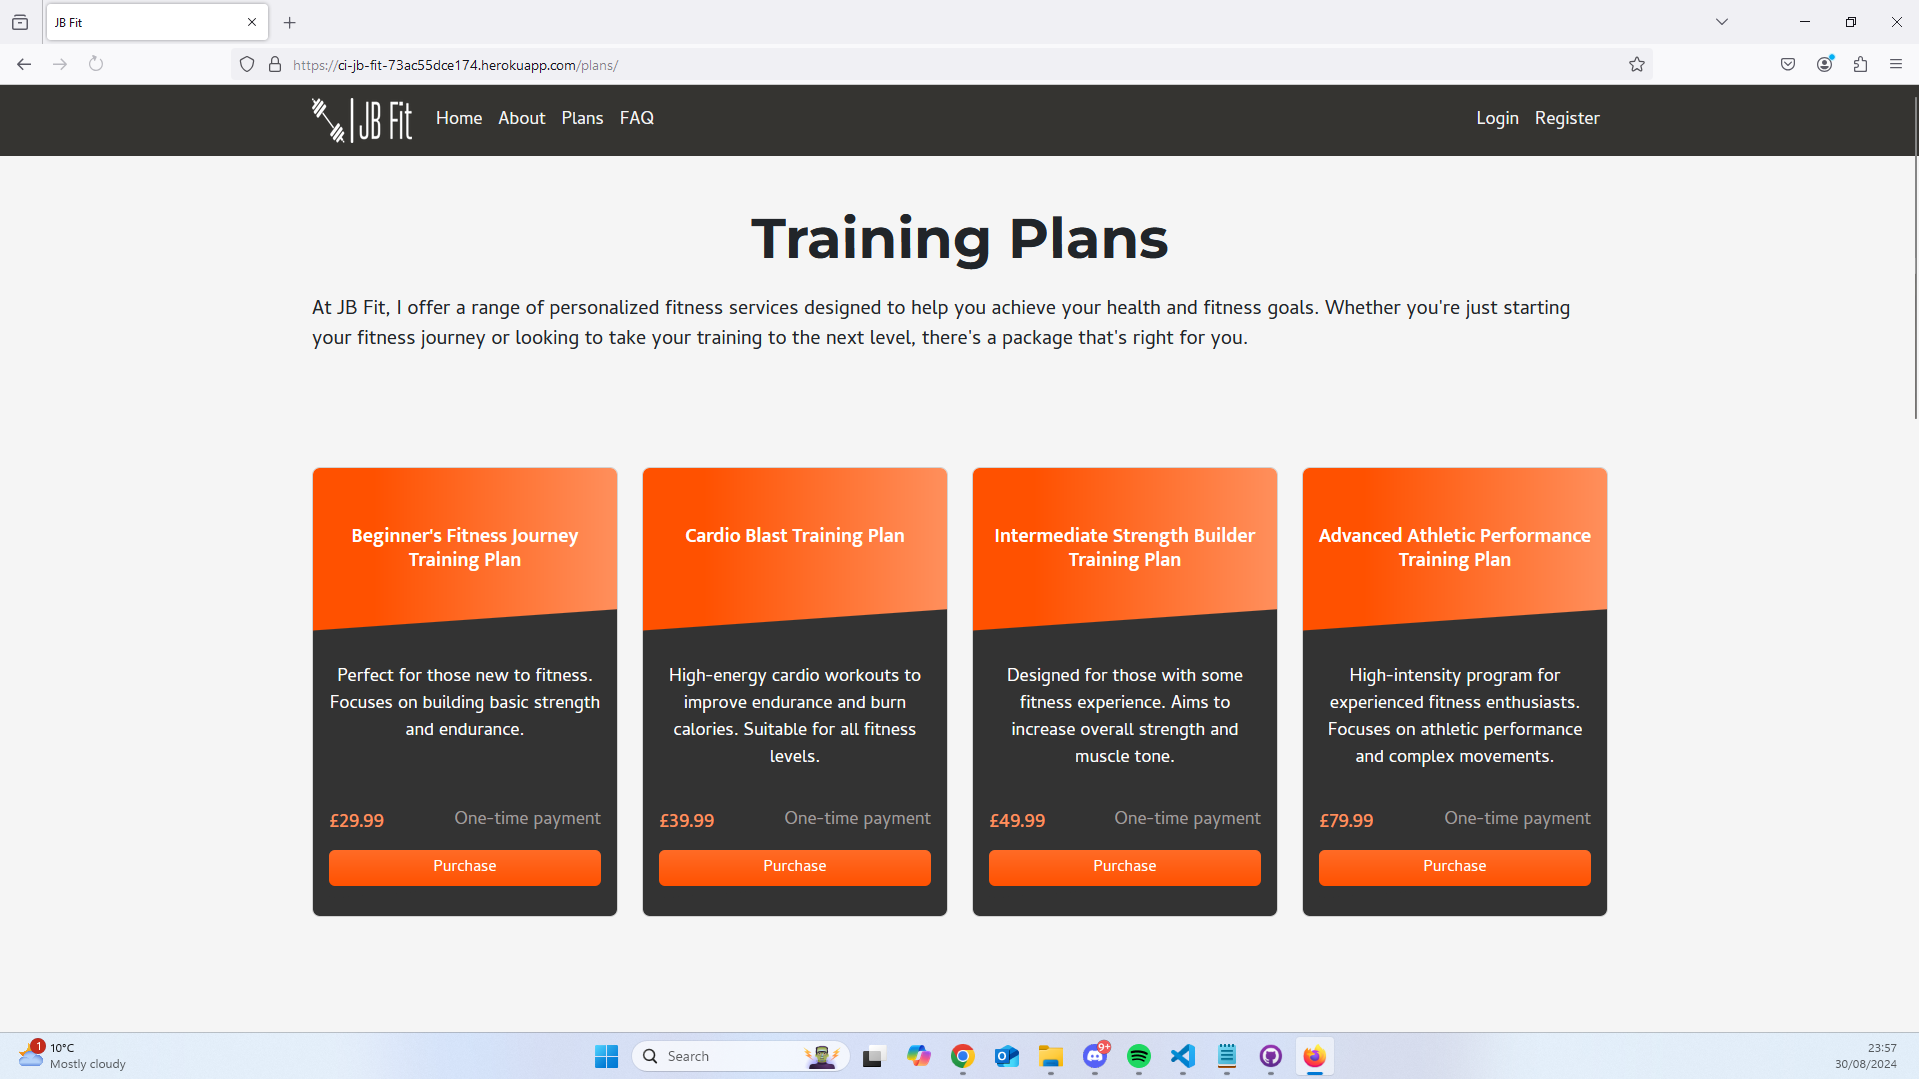 JB Fit
https://ci-jb-fit-73ac55dce174.herokuapp.com/plans/
JB Fit
Home
About
Plans
FAQ
Login
Register
Training Plans
At JB Fit, I offer a range of personalized fitness services designed to help you achieve your health and fitness goals. Whether you're just starting
your fitness journey or looking to take your training to the next level, there's a package that's right for you.
Beginner's Fitness Journey
Training Plan
Perfect for those new to fitness.
Focuses on building basic strength
and endurance.
£29.99
One-time payment
Purchase
Cardio Blast Training Plan
High-energy cardio workouts to
improve endurance and burn
calories. Suitable for all fitness
levels.
£39.99
One-time payment
Purchase
Intermediate Strength Builder
Training Plan
Designed for those with some
fitness experience. Aims to
increase overall strength and
muscle tone.
£49.99
One-time payment
Purchase
Advanced Athletic Performance
Training Plan
High-intensity program for
experienced fitness enthusiasts.
Focuses on athletic performance
and complex movements.
£79.99
One-time payment
Purchase
1
10°C
Mostly cloudy
Search
9+
23:57
30/08/2024